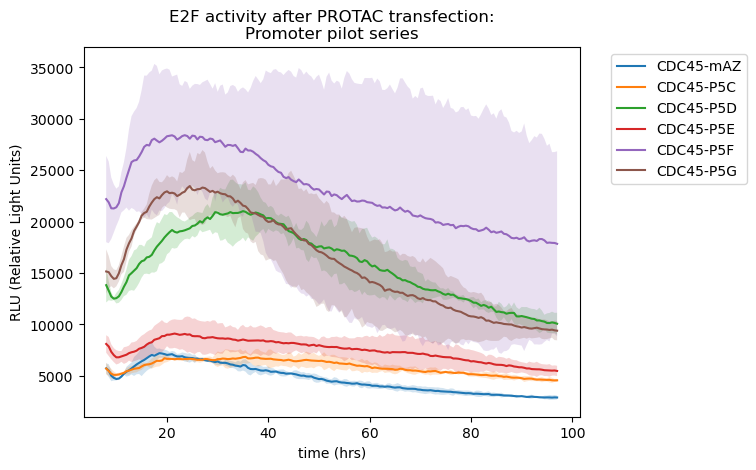 E2F activity after PROTAC transfection:
Promoter pilot series
RLU (Relative Light Units)
35000
30000
25000
20000
15000
10000
5000
20
40
60
80
100
time (hrs)
CDC45-mAZ
CDC45-P5C
CDC45-P5D
CDC45-P5E
CDC45-P5F
CDC45-P5G